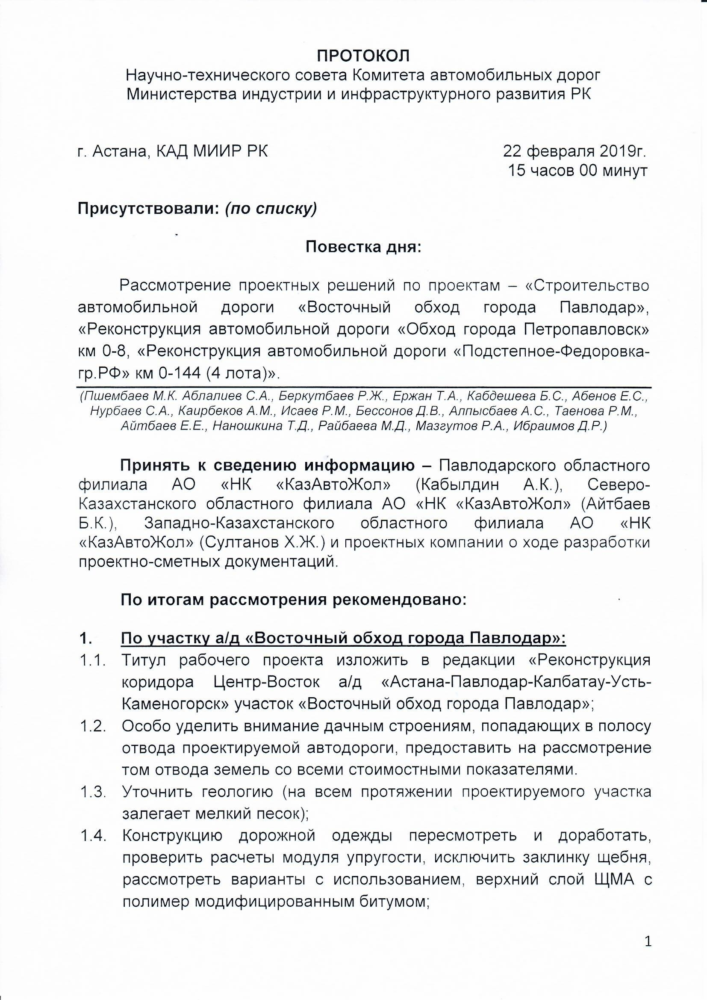 ПРОТОКОЛ
Научно-технического совета Комитета автомобильных дорог
Министерства индустрии и инфраструктурного развития РК
г. Астана, КАД МИИР РК 22 февраля 2019г.
15 часов 00 минут
Присутствовали: (по списку)
Повестка дня:
Рассмотрение проектных решений по проектам – «Строительство
автомобильной дороги «Восточный обход города Павлодар»,
«Реконструкция автомобильной дороги «Обход города Петропавловск»
км 0-8, «Реконструкция автомобильной дороги «Подстепное-Федоровка-
гр.РФ» км 0-144 (4 лота)».
(Пшембаев М.К. Аблалиев С.А., Беркутбаев Р.Ж., Ержан Т.А., Кабдешева Б.С., Абенов Е.С.,
Нурбаев С.А., Каирбеков А.М., Исаев Р.М., Бессонов Д.В., Алпысбаев А.С., Таенова Р.М.,
Айтбаев Е.Е., Наношкина Т.Д., Райбаева М.Д., Мазгутов Р.А., Ибраимов Д.Р.)
Принять к сведению информацию – Павлодарского областного
филиала АО «НК «КазАвтоЖол» (Кабылдин А.К.), Северо-
Казахстанского областного филиала АО «НК «КазАвтоЖол» (Айтбаев
Б.К.), Западно-Казахстанского областного филиала АО «НК
«КазАвтоЖол» (Султанов Х.Ж.) и проектных компании о ходе разработки
проектно-сметных документаций.
По итогам рассмотрения рекомендовано:
1. По участку а/д «Восточный обход города Павлодар»:
1.1. Титул рабочего проекта изложить в редакции «Реконструкция
коридора Центр-Восток а/д «Астана-Павлодар-Калбатау-Усть-
Каменогорск» участок «Восточный обход города Павлодар»;
1.2. Особо уделить внимание дачным строениям, попадающих в полосу
отвода проектируемой автодороги, предоставить на рассмотрение
том отвода земель со всеми стоимостными показателями.
1.3. Уточнить геологию (на всем протяжении проектируемого участка
залегает мелкий песок);
1.4. Конструкцию дорожной одежды пересмотреть и доработать,
проверить расчеты модуля упругости, исключить заклинку щебня,
рассмотреть варианты с использованием, верхний слой ЩМА с
полимер модифицированным битумом;
1